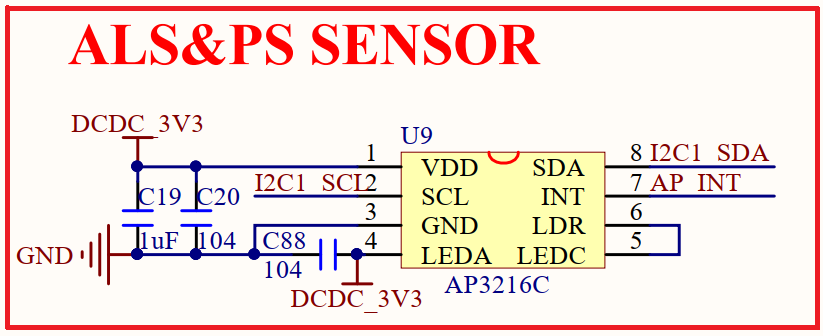 ALS&PS SENSOR
DCDC_3V3
U9
1 VDD SDA 8 I2C1_SDA
C19 C20 I2C1_SCL 2 SCL INT 7 AP_INT
3 GND LDR 6
1uF 104 C88 4 LEDA LEDC 5
GND
104
AP3216C
DCDC_3V3